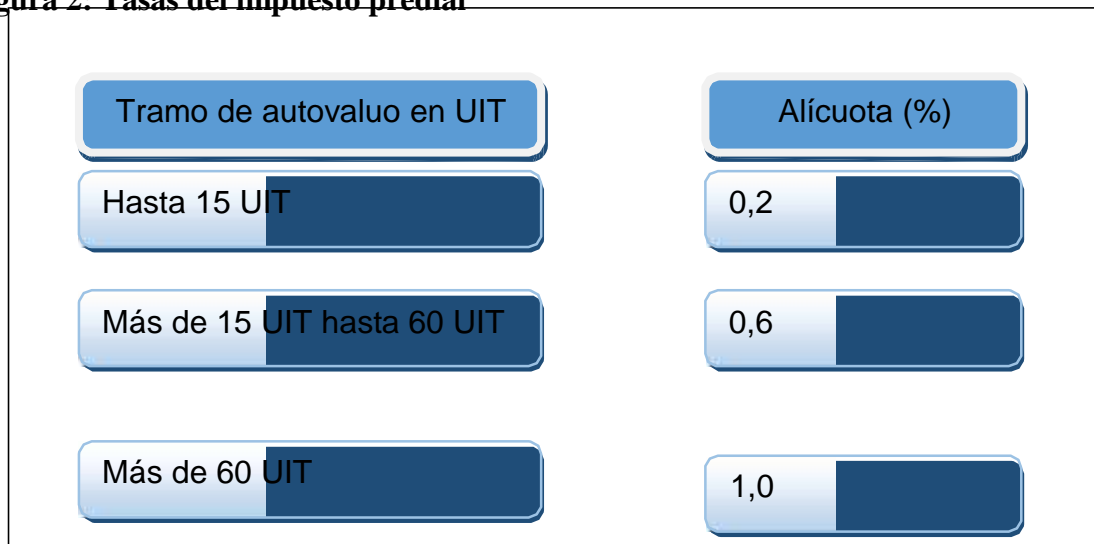 2. Tasas del impuesto predial
Tramo de autovaluo en UIT
Alícuota (%)
Hasta 15 UIT
0,2
Más de 15 UIT hasta 60 UIT
0,6
Más de 60 UIT
1,0